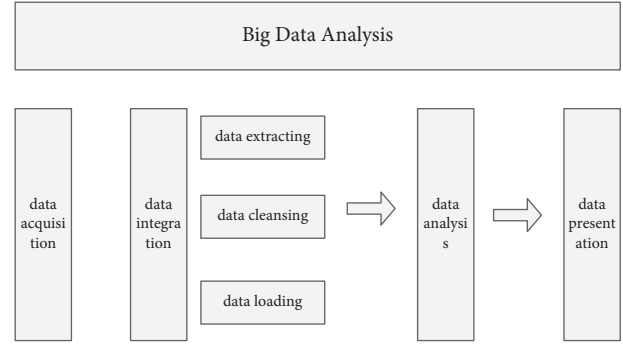 Big Data Analysis
data
acquisi
tion
data
integra
tion
data extracting
data cleansing
data loading
data
analysi
s
data
present
ation